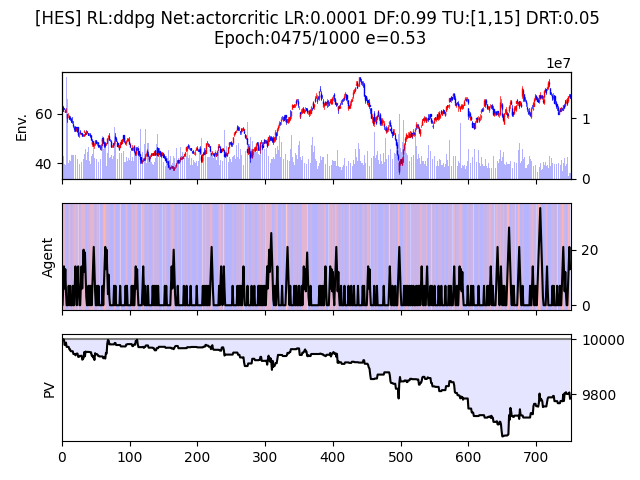 [HES] RL:ddpg Net:actorcritic LR:0.0001 DF:0.99 TU:[1,15] DRT:0.05
Epoch:0475/1000 e=0.53
1e7
Env.
60
40
1
0
Agent
20
0
PV
10000
9800
0 100 200 300 400 500 600 700